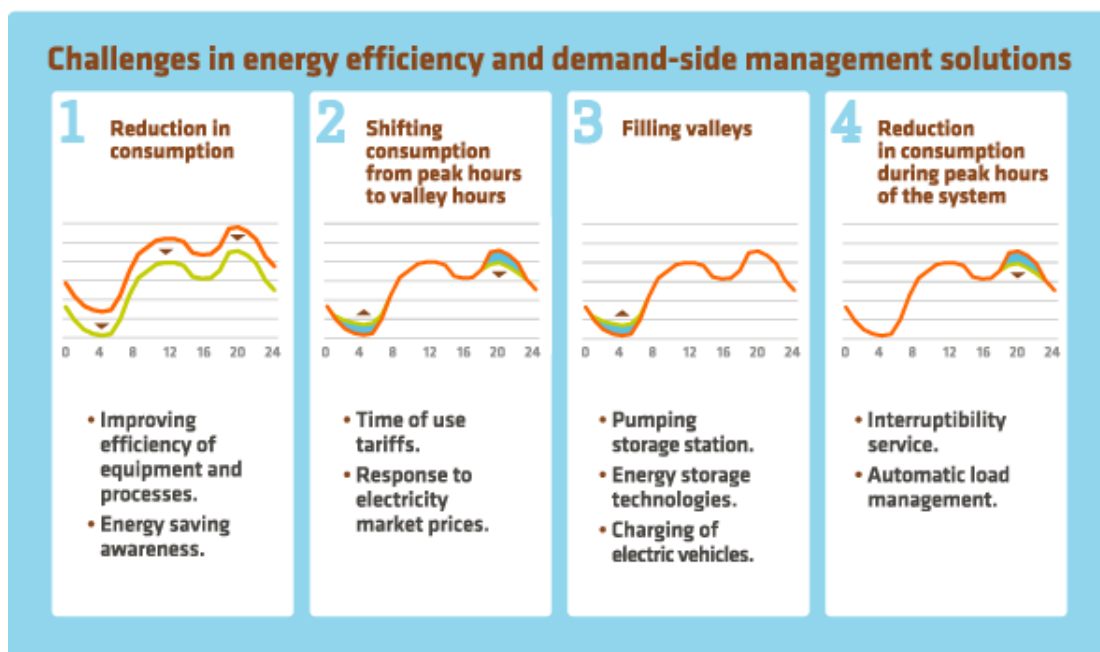 Challenges in energy efficiency and demand-side management solutions
1
Reduction in
consumption
0 4 8 12 16 20 24
• Improving
efficiency of
equipment and
processes.
• Energy saving
awareness.
2
Shifting
consumption
from peak hours
to valley hours
0 4 8 12 16 20 24
• Time of use
tariffs.
• Response to
electricity
market prices.
3
Filling valleys
0 4 8 12 16 20 24
• Pumping
storage station.
• Energy storage
technologies.
• Charging of
electric vehicles.
4
Reduction
in consumption
during peak hours
of the system
0 4 8 12 16 20 24
• Interruptibility
service.
• Automatic load
management.